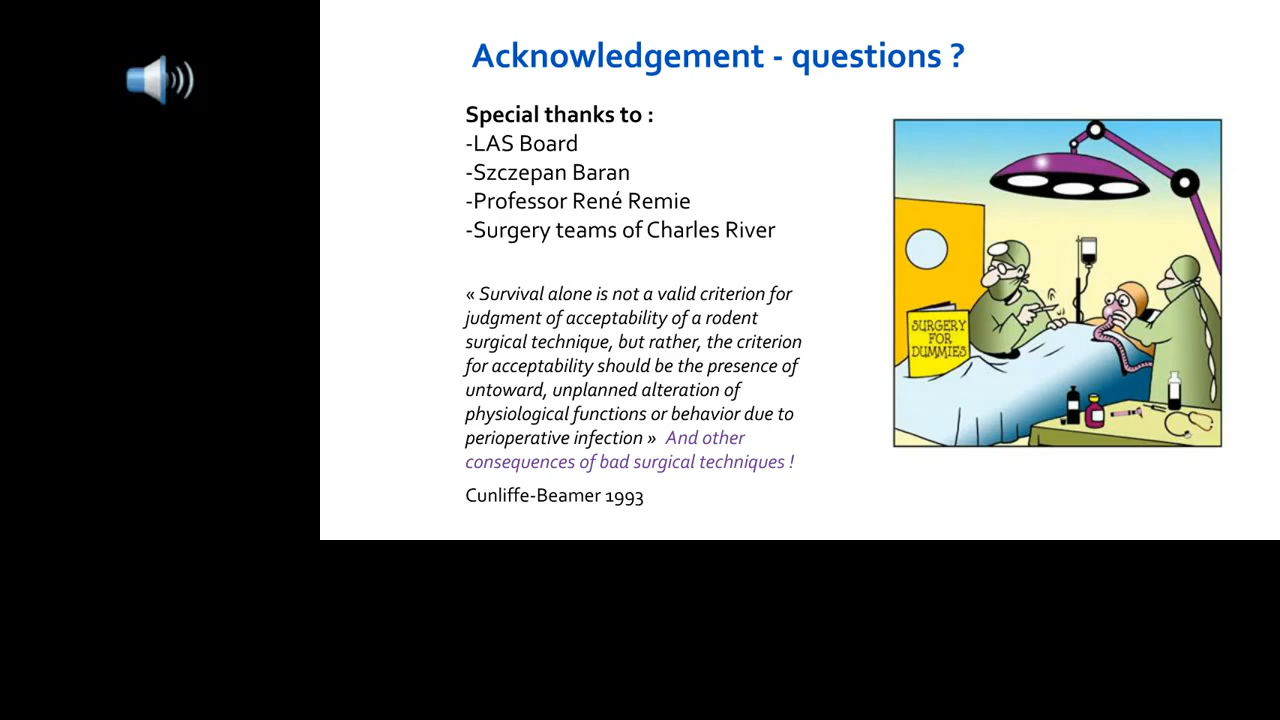 Acknowledgement - questions ?
Special thanks to :
-LAS Board
-Szczepan Baran
-Professor René Remie
-Surgery teams of Charles River
« Survival alone is not a valid criterion for
judgment of acceptability of a rodent
surgical technique, but rather, the criterion
for acceptability should be the presence of
untoward, unplanned alteration of
physiological functions or behavior due to
perioperative infection » And other
consequences of bad surgical techniques !
Cunliffe-Beamer 1993
SURGERY
FOR
DUMMIES